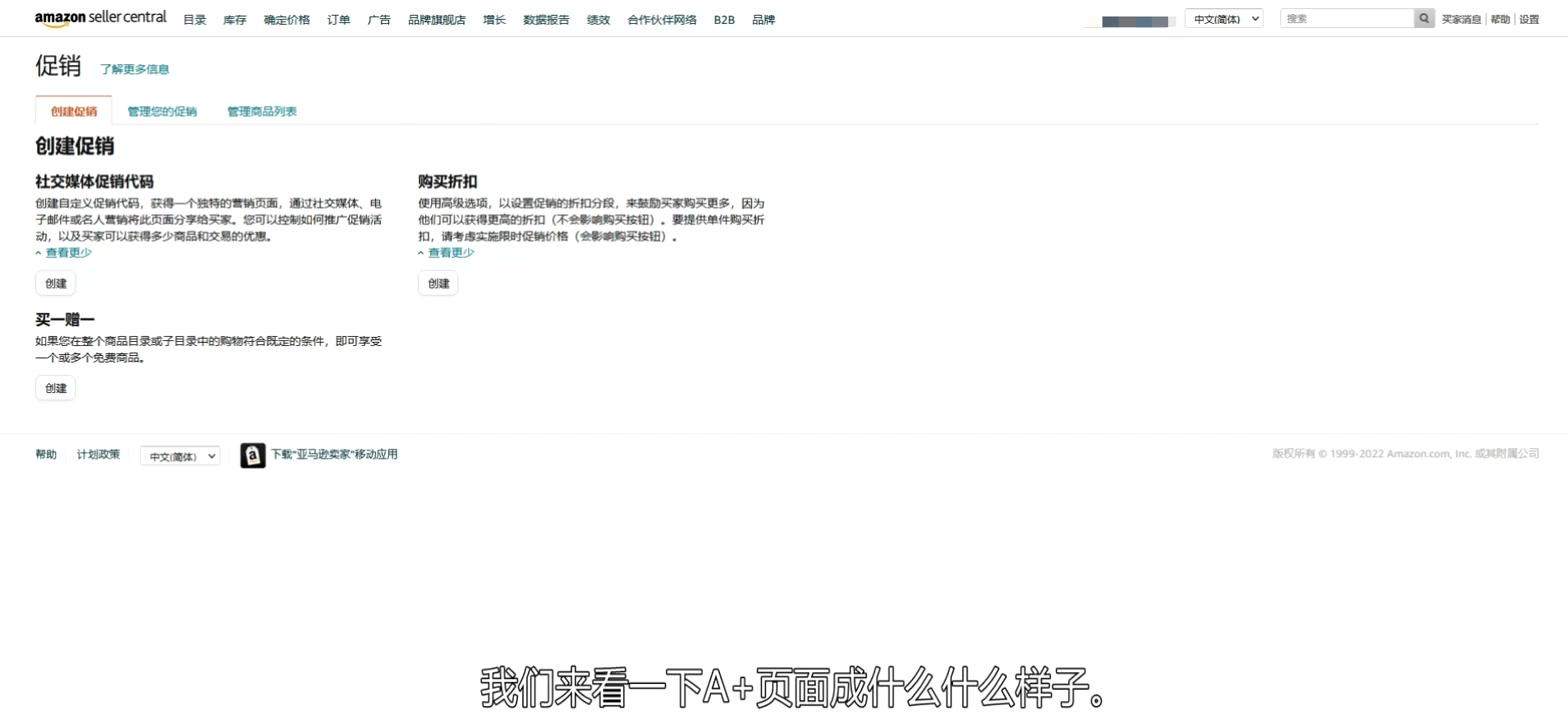 amazon seller central 目录 库存 确定价格 订单 广告 品牌旗舰店 增长 数据报告 绩效 合作伙伴网络 B2B 品牌 中文(简体) 搜索 买家消息 帮助 设置
促销 了解更多信息
创建促销 管理您的促销 管理商品列表
创建促销
社交媒体促销代码
创建自定义促销代码，获得一个独特的营销页面，通过社交媒体、电
子邮件或名人营销将此页面分享给买家。您可以控制如何推广促销活
动，以及买家可以获得多少商品和交易的优惠。
查看更少
创建
购买折扣
使用高级选项，以设置促销的折扣分段，来鼓励买家购买更多，因为
他们可以获得更高的折扣（不会影响购买按钮）。要提供单件购买折
扣，请考虑实施限时促销价格（会影响购买按钮）。
查看更少
创建
买一赠一
如果您在整个商品目录或子目录中的购物符合既定的条件，即可享受
一个或多个免费商品。
创建
帮助 计划政策 中文(简体) 下载“亚马逊卖家”移动应用 版权所有 © 1999-2022 Amazon.com, Inc. 或其附属公司
我们来看一下A+页面成什么什么样子。